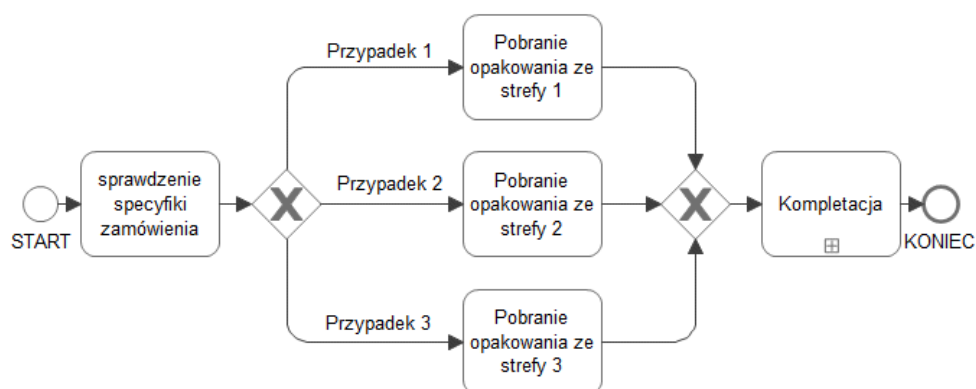 Przypadek 1
Pobranie
opakowania ze
strefy 1
sprawdzenie
specyfiki
zamówienia
START
X
Przypadek 2
Pobranie
opakowania ze
strefy 2
X
Kompletacja
KONIEC
Przypadek 3
Pobranie
opakowania ze
strefy 3